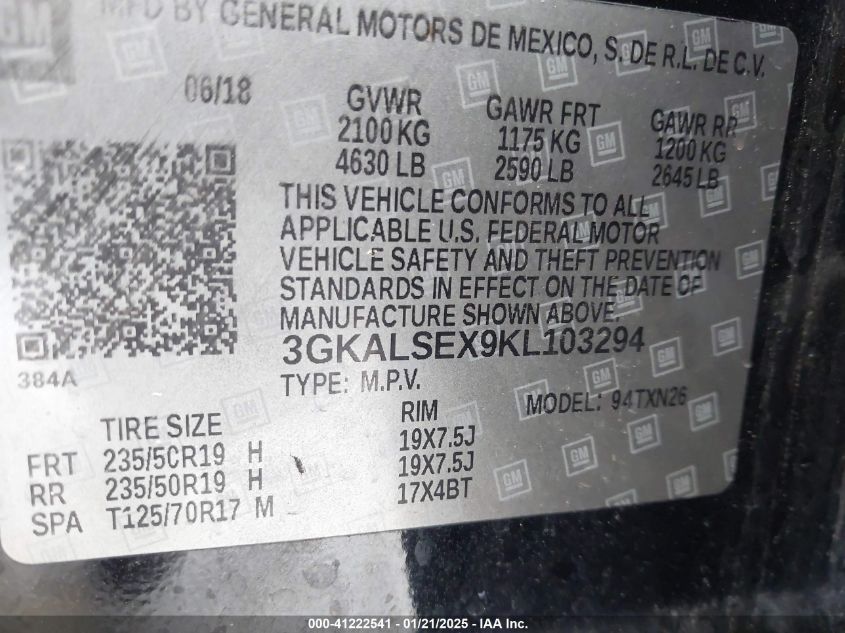 MFD BY GENERAL MOTORS DE MEXICO, S. DE R.L. DE C.V.
06/18
GVWR
2100 KG
4630 LB
GAWR FRT
1175 KG
2590 LB
GAWR RR
1200 KG
2645 LB
THIS VEHICLE CONFORMS TO ALL
APPLICABLE U.S. FEDERAL MOTOR
VEHICLE SAFETY AND THEFT PREVENTION
STANDARDS IN EFFECT ON THE DATE OF
MANUFACTURE SHOWN ABOVE.
3GKALSEX9KL103294
384A
TYPE: M.P.V.
MODEL: 94TXN26
TIRE SIZE RIM
FRT 235/50R19 H 19X7.5J
RR 235/50R19 H 19X7.5J
SPA T125/70R17 M 17X4BT
000-41222541 / 01/21/2025 / IAA Inc.